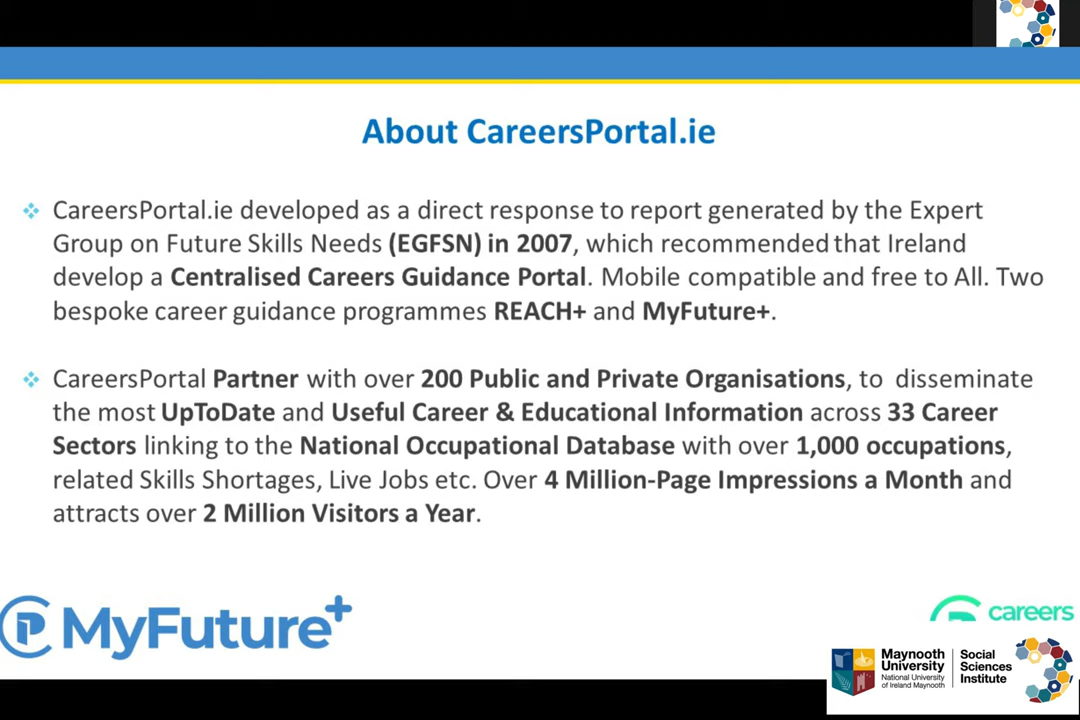 About CareersPortal.ie
CareersPortal.ie developed as a direct response to report generated by the Expert
Group on Future Skills Needs (EGFSN) in 2007, which recommended that Ireland
develop a Centralised Careers Guidance Portal. Mobile compatible and free to All. Two
bespoke career guidance programmes REACH+ and MyFuture+.
CareersPortal Partner with over 200 Public and Private Organisations, to disseminate
the most UpToDate and Useful Career & Educational Information across 33 Career
Sectors linking to the National Occupational Database with over 1,000 occupations,
related Skills Shortages, Live Jobs etc. Over 4 Million-Page Impressions a Month and
attracts over 2 Million Visitors a Year.
MyFuture+
careers
Maynooth
University
National University
of Ireland Maynooth
Social
Sciences
Institute